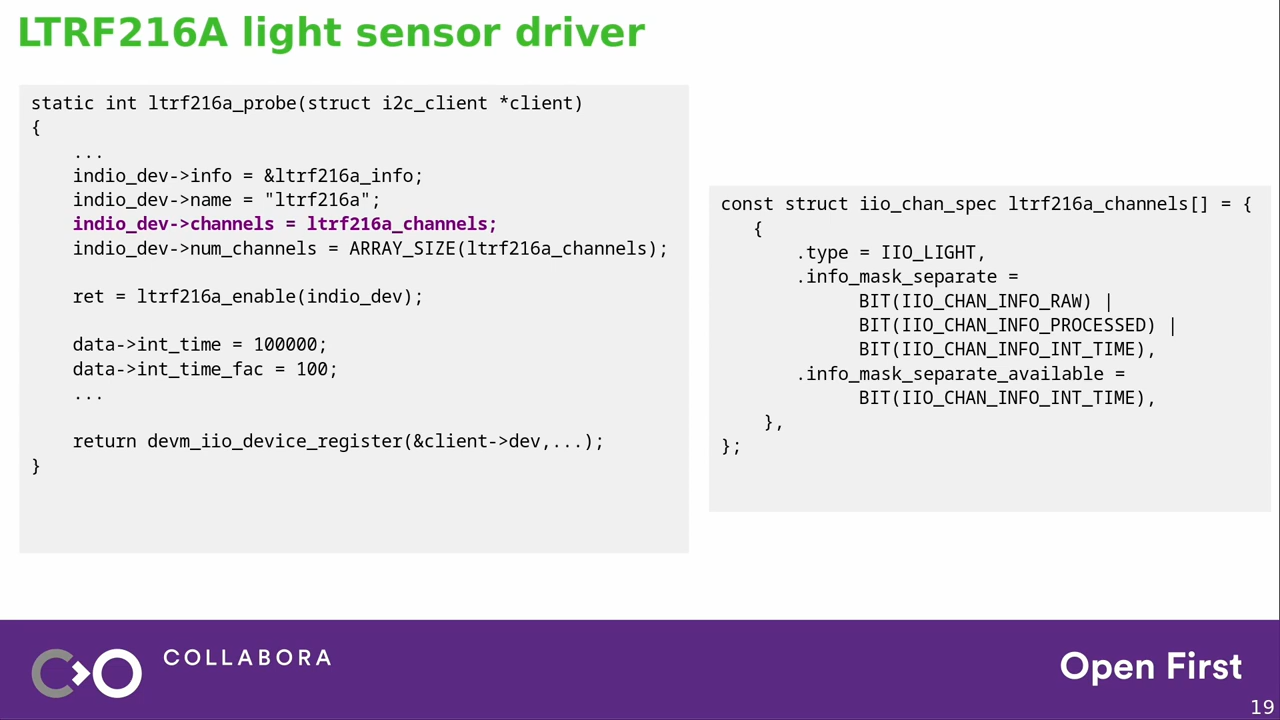 LTRF216A light sensor driver
static int ltrf216a_probe(struct i2c_client *client)
{
    ...
    indio_dev->info = &ltrf216a_info;
    indio_dev->name = "ltrf216a";
    indio_dev->channels = ltrf216a_channels;
    indio_dev->num_channels = ARRAY_SIZE(ltrf216a_channels);
    ret = ltrf216a_enable(indio_dev);
    data->int_time = 100000;
    data->int_time_fac = 100;
    ...
    return devm_iio_device_register(&client->dev,...);
}
const struct iio_chan_spec ltrf216a_channels[] = {
   {
       .type = IIO_LIGHT,
       .info_mask_separate =
             BIT(IIO_CHAN_INFO_RAW) |
             BIT(IIO_CHAN_INFO_PROCESSED) |
             BIT(IIO_CHAN_INFO_INT_TIME),
       .info_mask_separate_available =
             BIT(IIO_CHAN_INFO_INT_TIME),
    },
};
COLLABORA
Open First
19